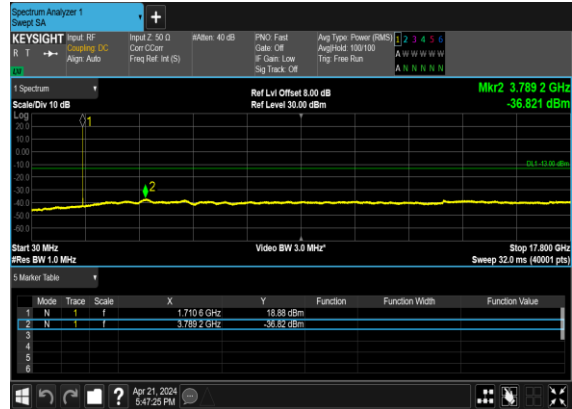 Spectrum Analyzer 1
Swept SA
+
KEYSIGHT Input: RF Input Z: 50 Ω #Atten: 40 dB PNO: Fast Avg Type: Power (RMS) 1 2 3 4 5 6
R T Coupling: DC Corr CCorr Gate: Off Avg|Hold: 100/100 A W W W W W
Align: Auto Freq Ref: Int (S) IF Gain: Low Trig: Free Run
Sig Track: Off A N N N N N
1 Spectrum Ref Lvl Offset 8.00 dB Mkr2 3.789 2 GHz
Scale/Div 10 dB Ref Level 30.00 dBm -36.821 dBm
Log
1
20.0
10.0
0.00
-10.0
DL1 -13.00 dBm
-20.0
-30.0
2
-40.0
-50.0
-60.0
Start 30 MHz Video BW 3.0 MHz* Stop 17.800 GHz
#Res BW 1.0 MHz Sweep 32.0 ms (40001 pts)
5 Marker Table
Mode Trace Scale X Y Function Function Width Function Value
1 N 1 f 1.710 6 GHz 18.88 dBm
2 N 1 f 3.789 2 GHz -36.82 dBm
3
4
5
6
? Apr 21, 2024
5:47:25 PM